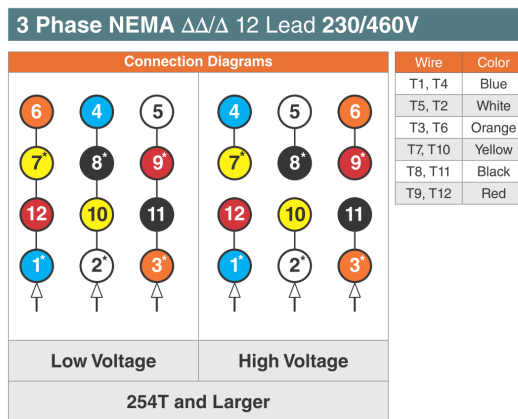 3 Phase NEMA ΔΔ/Δ 12 Lead 230/460V
Connection Diagrams
6 4 5 4 5 6
7* 8* 9* 7* 8* 9*
12 10 11 12 10 11
1* 2* 3* 1* 2* 3*
Low Voltage High Voltage
254T and Larger
Wire Color
T1, T4 Blue
T5, T2 White
T3, T6 Orange
T7, T10 Yellow
T8, T11 Black
T9, T12 Red